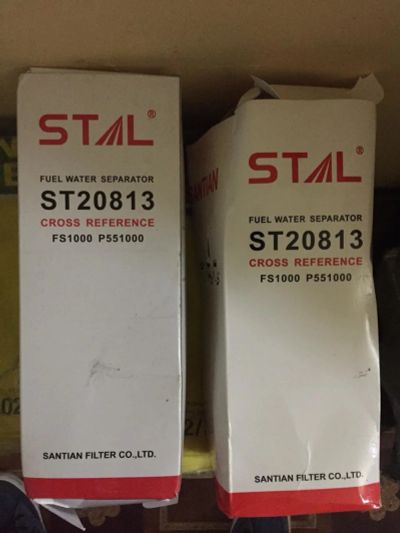 STAL®
FUEL WATER SEPARATOR
ST20813
CROSS REFERENCE
FS1000 P551000
SANTIAN FILTER CO.,LTD.
SANTIAN
STAL®
FUEL WATER SEPARATOR
ST20813
CROSS REFERENCE
FS1000 P551000
SANTIAN FILTER CO.,LTD.